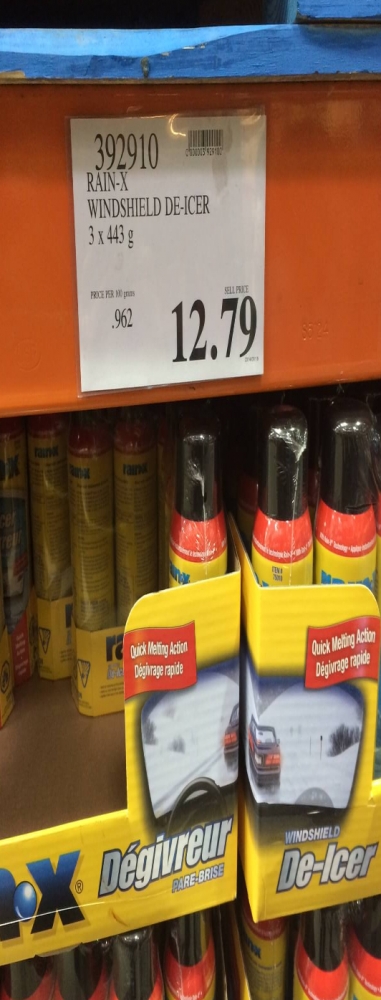 392910
RAIN-X
WINDSHIELD DE-ICER
3 x 443 g
PRICE PER 100 grams
SELL PRICE
.962
12.79
Quick Melting Action
Dégivrage rapide
Quick Melting Action
Dégivrage rapide
Dégivreur
PARE-BRISE
WINDSHIELD
De-Icer